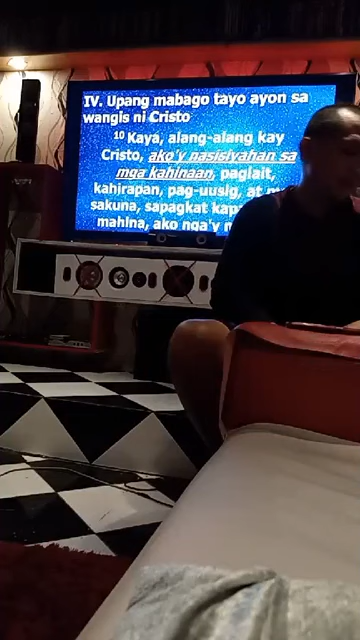 IV. Upang mabago tayo ayon sa
wangis ni Cristo
10 Kaya, alang-alang kay
Cristo, ako'y nasisiyahan sa
mga kahinaan, paglait,
kahirapan, pag-uusig, at
sakuna, sapagkat
mahina, ako nga'y